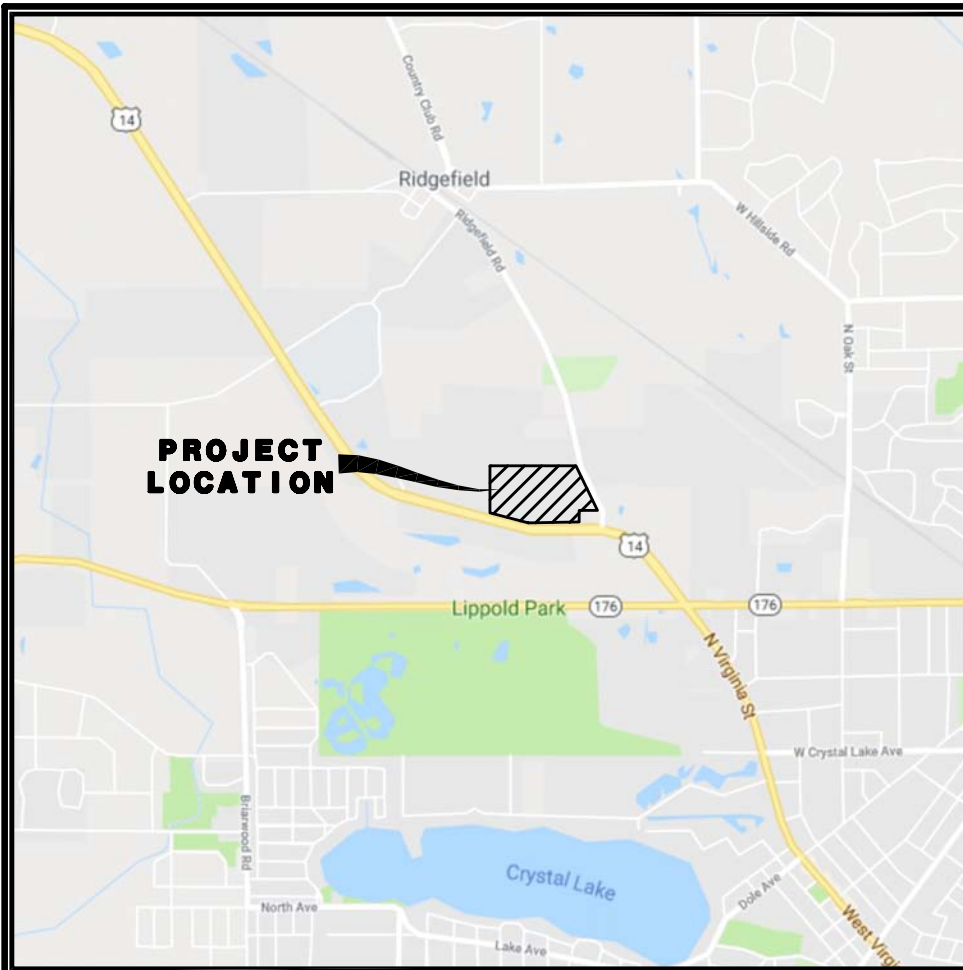 14
Country Club Rd
Ridgefield
Ridgefield Rd
W Hillside Rd
N Oak St
PROJECT
LOCATION
14
Lippold Park
176
176
N Virginia St
W Crystal Lake Ave
Briarwood Rd
Crystal Lake
Dole Ave
North Ave
West Virgi
Lake Ave